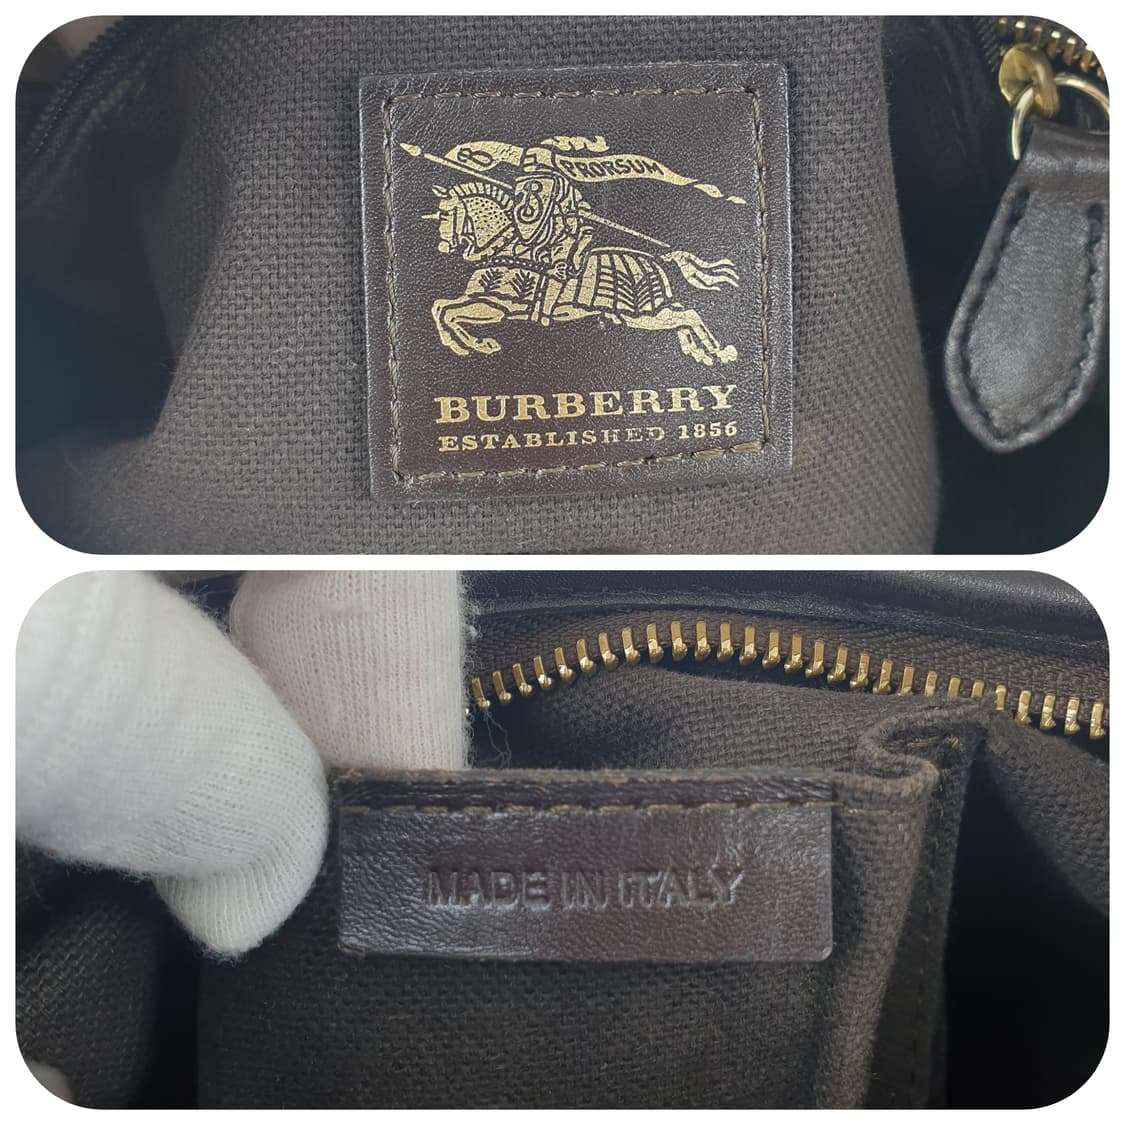 B PRORSUM
B
BURBERRY
ESTABLISHED 1856
MADE IN ITALY